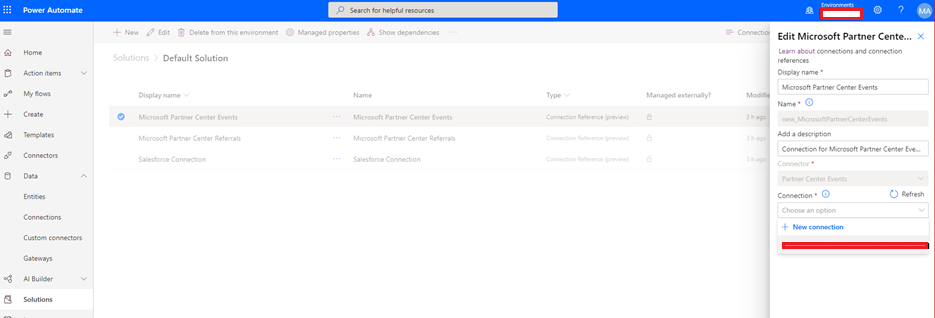 Power Automate
Search for helpful resources
Environments
?
MA
Home
Action items
My flows
Create
Templates
Connectors
Data
Entities
Connections
Custom connectors
Gateways
AI Builder
Solutions
+ New
Edit
Delete from this environment
Managed properties
Show dependencies
...
Solutions > Default Solution
Display name Name Type Managed externally? Modified
Microsoft Partner Center Events ... Microsoft Partner Center Events Connection Reference (preview) 3 h ago
Microsoft Partner Center Referrals ... Microsoft Partner Center Referrals Connection Reference (preview) 3 h ago
Salesforce Connection ... Salesforce Connection Connection Reference (preview) 3 h ago
Edit Microsoft Partner Cente...
Learn about connections and connection
references
Display name *
Microsoft Partner Center Events
Name *
new_MicrosoftPartnerCenterEvents
Add a description
Connection for Microsoft Partner Center Eve...
Connector *
Partner Center Events
Connection * Refresh
Choose an option
+ New connection